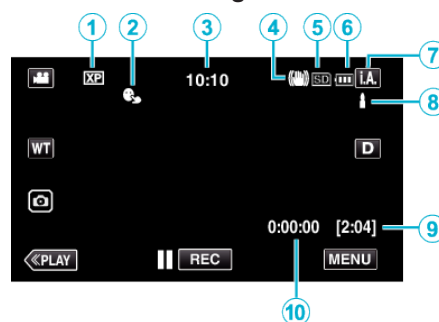 1 2 3 4 5 6 7
XP 10:10 SD i.A.
8
WT D
0:00:00 [2:04] 9
≪PLAY REC MENU
10